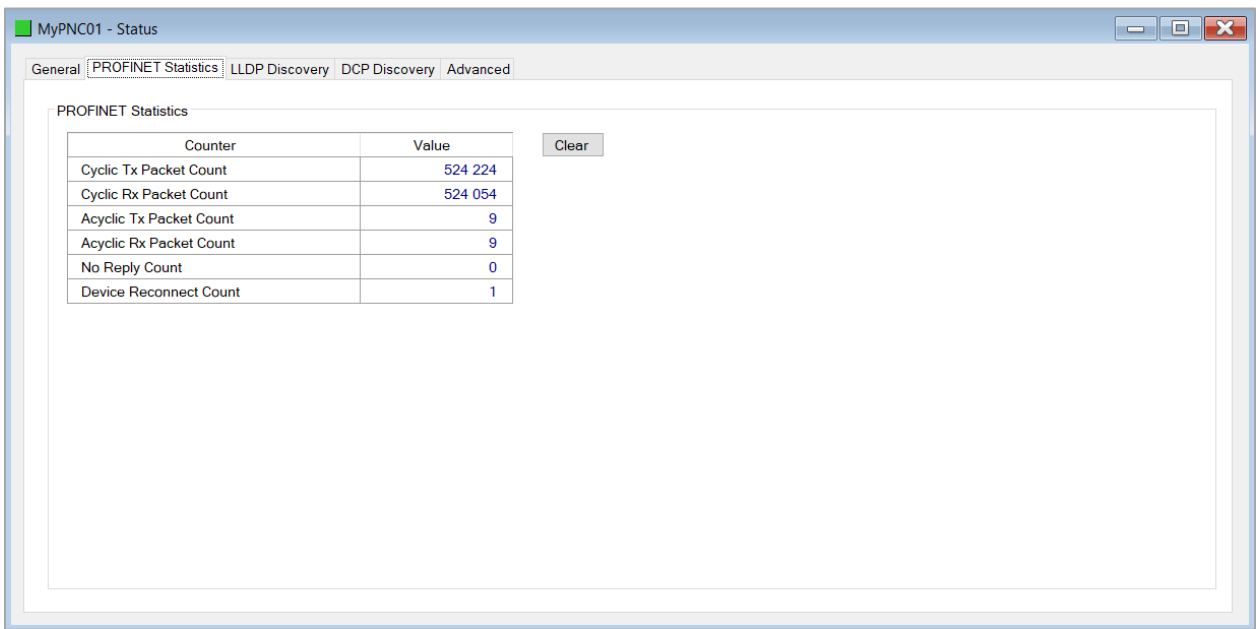 MyPNC01 - Status
General PROFINET Statistics LLDP Discovery DCP Discovery Advanced
PROFINET Statistics
Counter Value Clear
Cyclic Tx Packet Count 524 224
Cyclic Rx Packet Count 524 054
Acyclic Tx Packet Count 9
Acyclic Rx Packet Count 9
No Reply Count 0
Device Reconnect Count 1